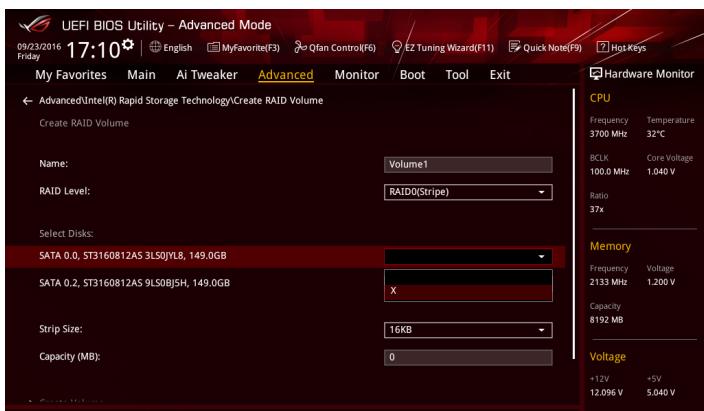 UEFI BIOS Utility – Advanced Mode
09/23/2016 Friday 17:10 English MyFavorite(F3) Qfan Control(F6) EZ Tuning Wizard(F11) Quick Note(F9) ? Hot Keys
My Favorites Main Ai Tweaker Advanced Monitor Boot Tool Exit
← Advanced\Intel(R) Rapid Storage Technology\Create RAID Volume
Create RAID Volume
Name: Volume1
RAID Level: RAID0(Stripe)
Select Disks:
SATA 0.0, ST3160812AS 3LS0JYL8, 149.0GB
SATA 0.2, ST3160812AS 9LS0BJ5H, 149.0GB
X
Strip Size: 16KB
Capacity (MB): 0
Create Volume
Hardware Monitor
CPU
Frequency Temperature
3700 MHz 32°C
BCLK Core Voltage
100.0 MHz 1.040 V
Ratio
37x
Memory
Frequency Voltage
2133 MHz 1.200 V
Capacity
8192 MB
Voltage
+12V +5V
12.096 V 5.040 V